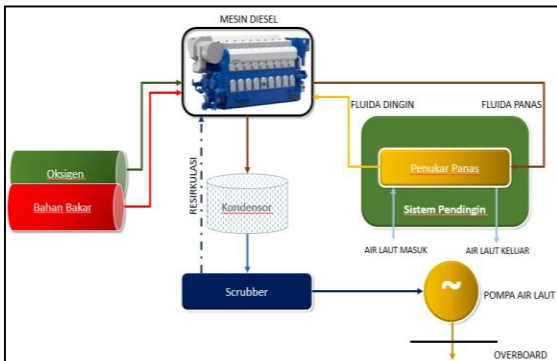 MESIN DIESEL
FLUIDA DINGIN
FLUIDA PANAS
Oksigen
Bahan Bakar
RESIRKULASI
Kondensor
Penukar Panas
Sistem Pendingin
AIR LAUT MASUK
AIR LAUT KELUAR
Scrubber
~
POMPA AIR LAUT
OVERBOARD